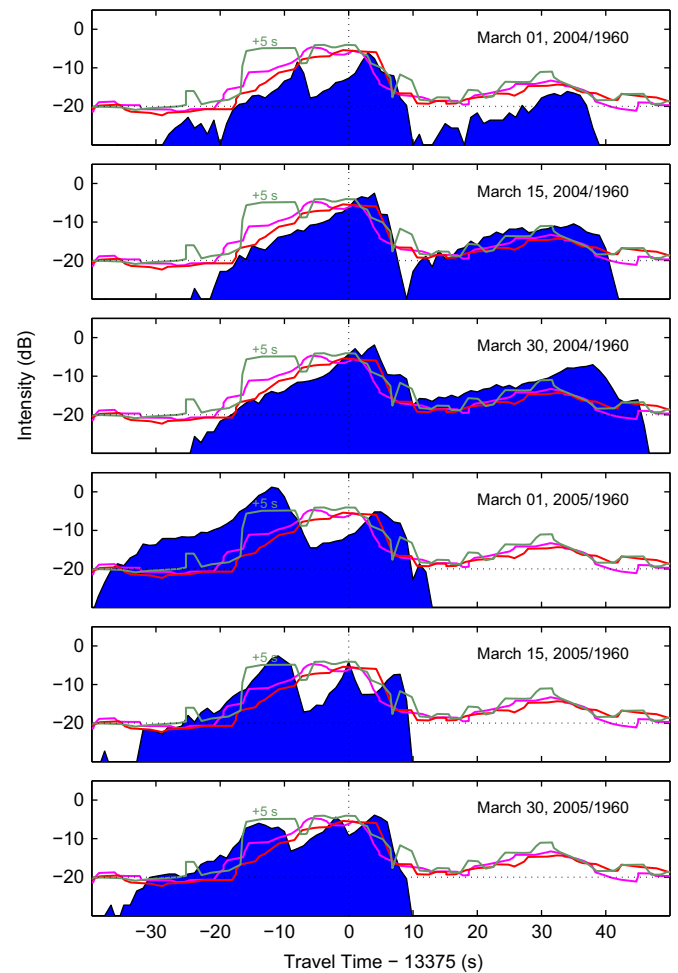 0
−10
−20
+5 s
March 01, 2004/1960
0
−10
−20
+5 s
March 15, 2004/1960
0
−10
−20
+5 s
March 30, 2004/1960
Intensity (dB)
0
−10
−20
+5 s
March 01, 2005/1960
0
−10
−20
+5 s
March 15, 2005/1960
0
−10
−20
+5 s
March 30, 2005/1960
−30 −20 −10 0 10 20 30 40
Travel Time − 13375 (s)